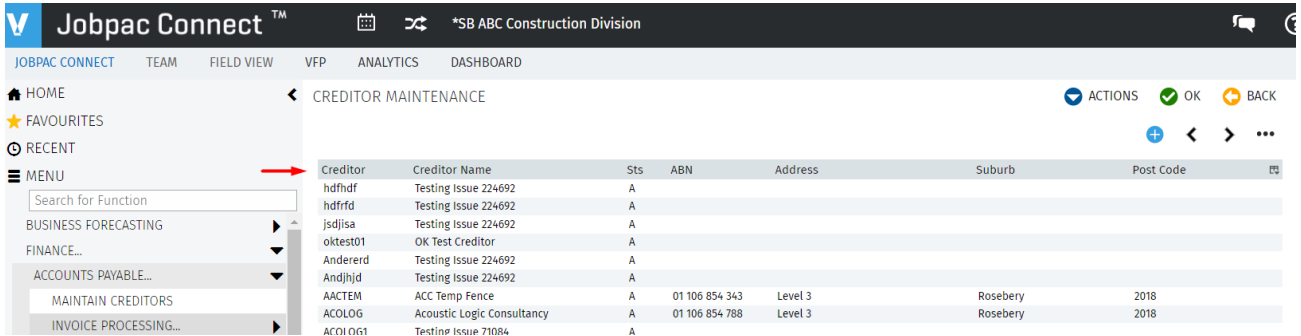 V Jobpac Connect ™ *SB ABC Construction Division
JOBPAC CONNECT TEAM FIELD VIEW VFP ANALYTICS DASHBOARD
HOME
FAVOURITES
RECENT
MENU
Search for Function
BUSINESS FORECASTING
FINANCE...
ACCOUNTS PAYABLE...
MAINTAIN CREDITORS
INVOICE PROCESSING...
CREDITOR MAINTENANCE ACTIONS OK BACK
Creditor Creditor Name Sts ABN Address Suburb Post Code
hdfhdf Testing Issue 224692 A
hdfrfd Testing Issue 224692 A
jsdjisa Testing Issue 224692 A
oktest01 OK Test Creditor A
Andererd Testing Issue 224692 A
Andjhjd Testing Issue 224692 A
AACTEM ACC Temp Fence A 01 106 854 343 Level 3 Rosebery 2018
ACOLOG Acoustic Logic Consultancy A 01 106 854 788 Level 3 Rosebery 2018
ACOLOG1 Testing Issue 71084 A